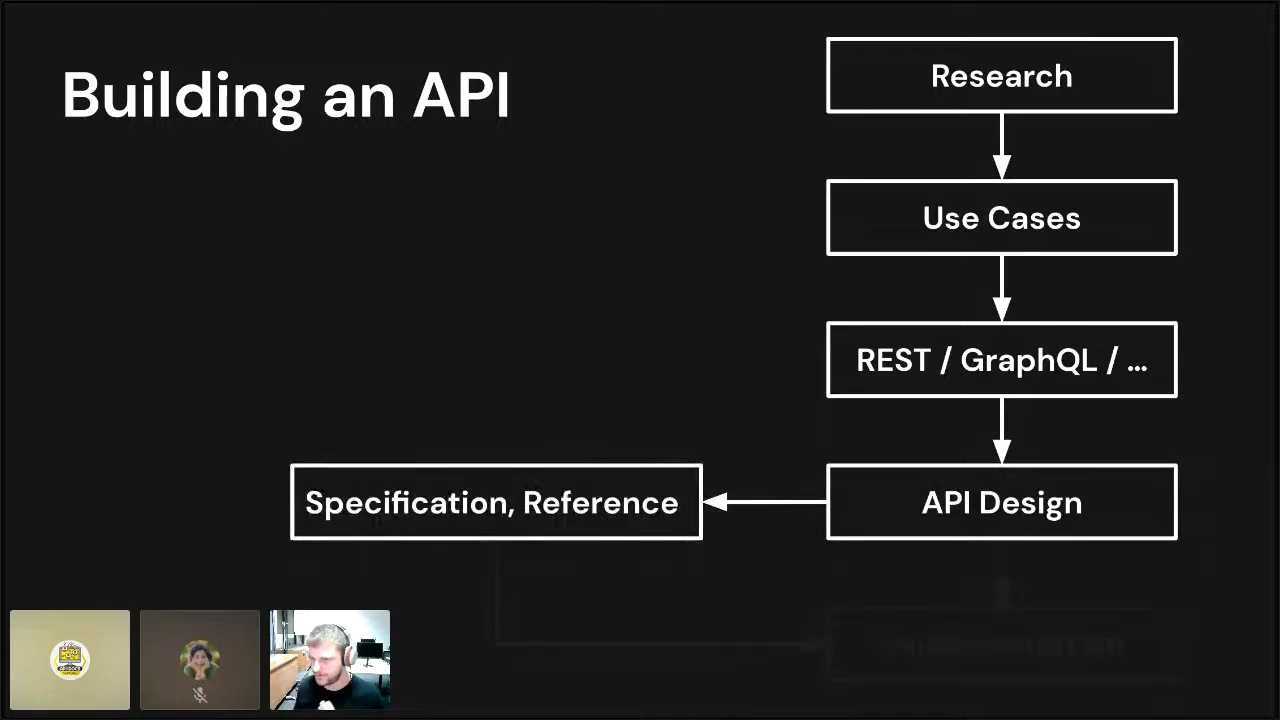 Building an API
Research
Use Cases
REST / GraphQL / ...
Specification, Reference
API Design